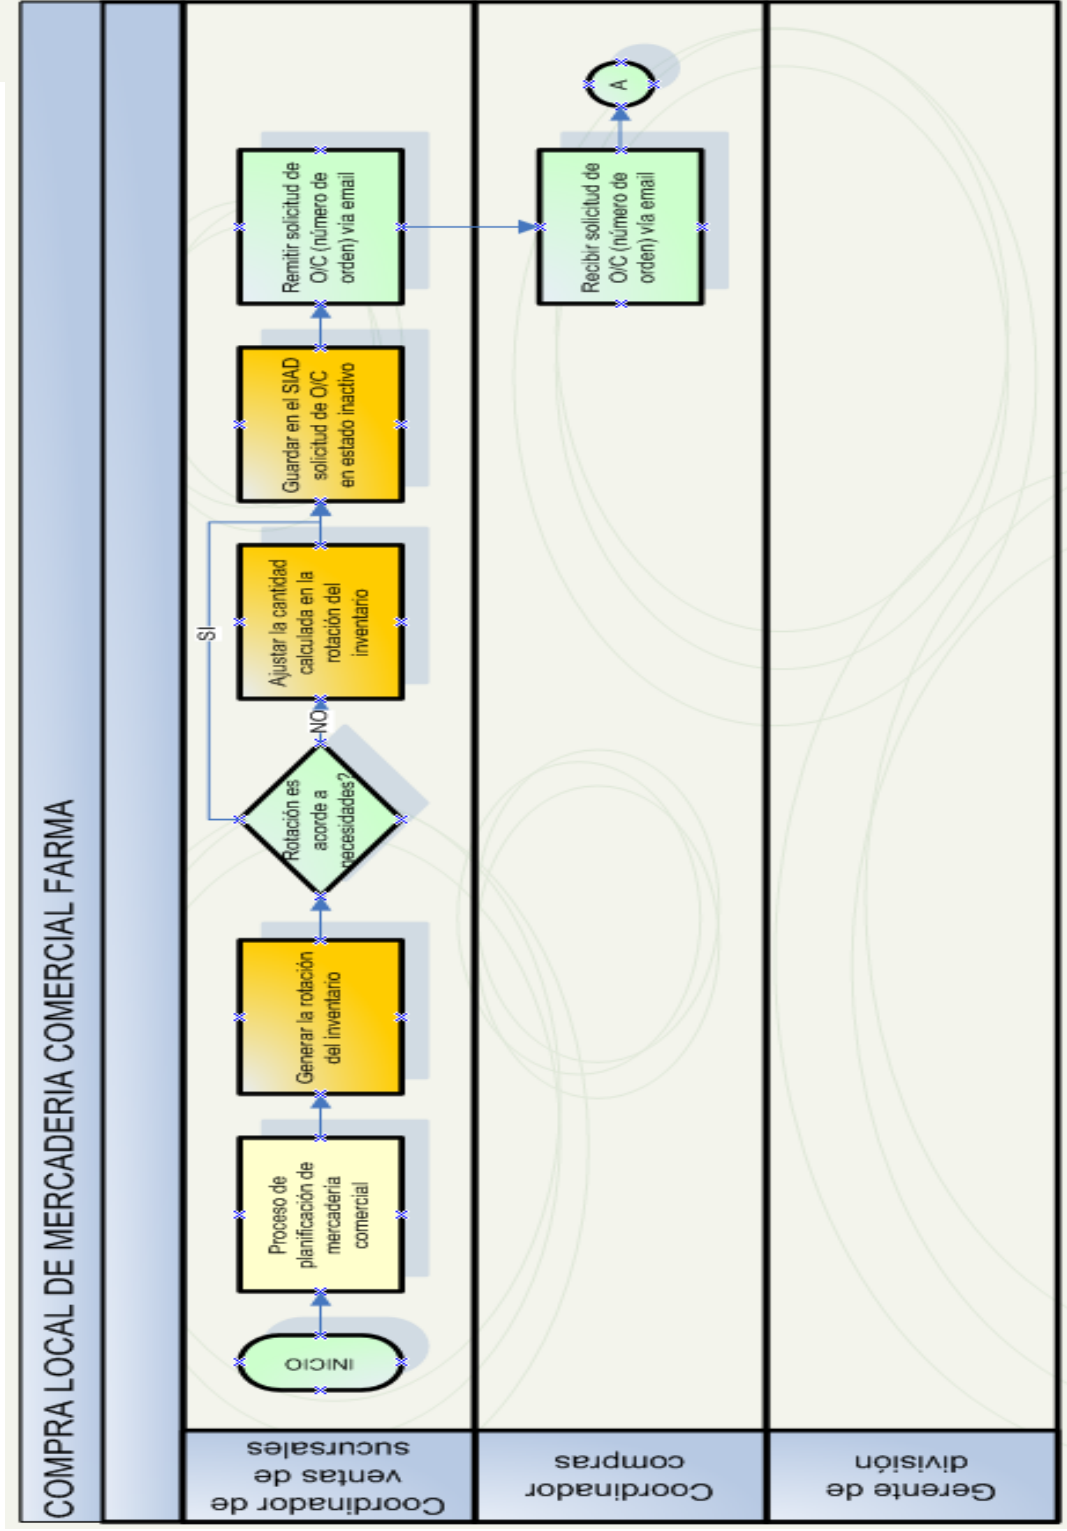 COMPRA LOCAL DE MERCADERIA COMERCIAL FARMA
Coordinador de
ventas de
sucursales
INICIO
Proceso de
planificación de
mercaderia
comercial
Generar la rotación
del inventario
Rotación es
acorde a
necesidades?
NO
SI
Ajustar la cantidad
calculada en la
rotación del
inventario
Guardar en el SIAD
solicitud de O/C
en estado inactivo
Remitir solicitud de
O/C (número de
orden) via email
Coordinador
compras
Recibir solicitud de
O/C (número de
orden) vía email
A
Gerente de
división